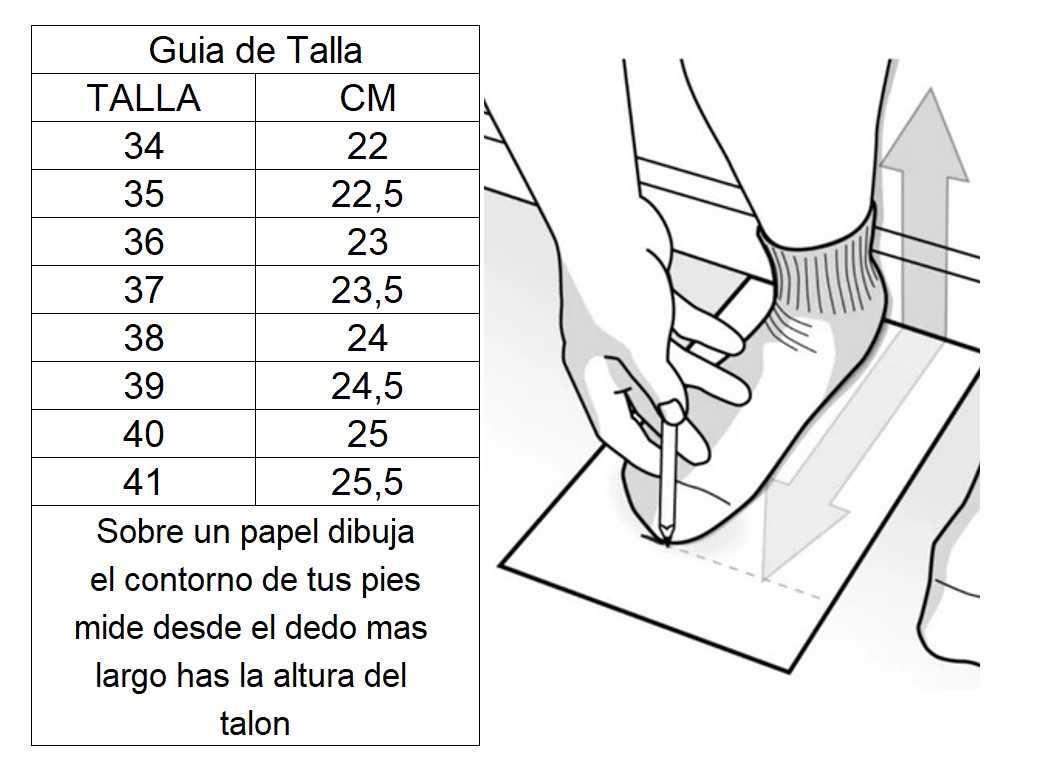 Guia de Talla
TALLA CM
34 22
35 22,5
36 23
37 23,5
38 24
39 24,5
40 25
41 25,5
Sobre un papel dibuja
el contorno de tus pies
mide desde el dedo mas
largo has la altura del
talon